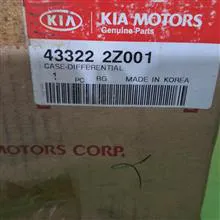 KIA KIA MOTORS
Genuine Parts
43322 2Z001
CASE-DIFFERENTIAL
1 PC RG MADE IN KOREA
MOTORS CORP.